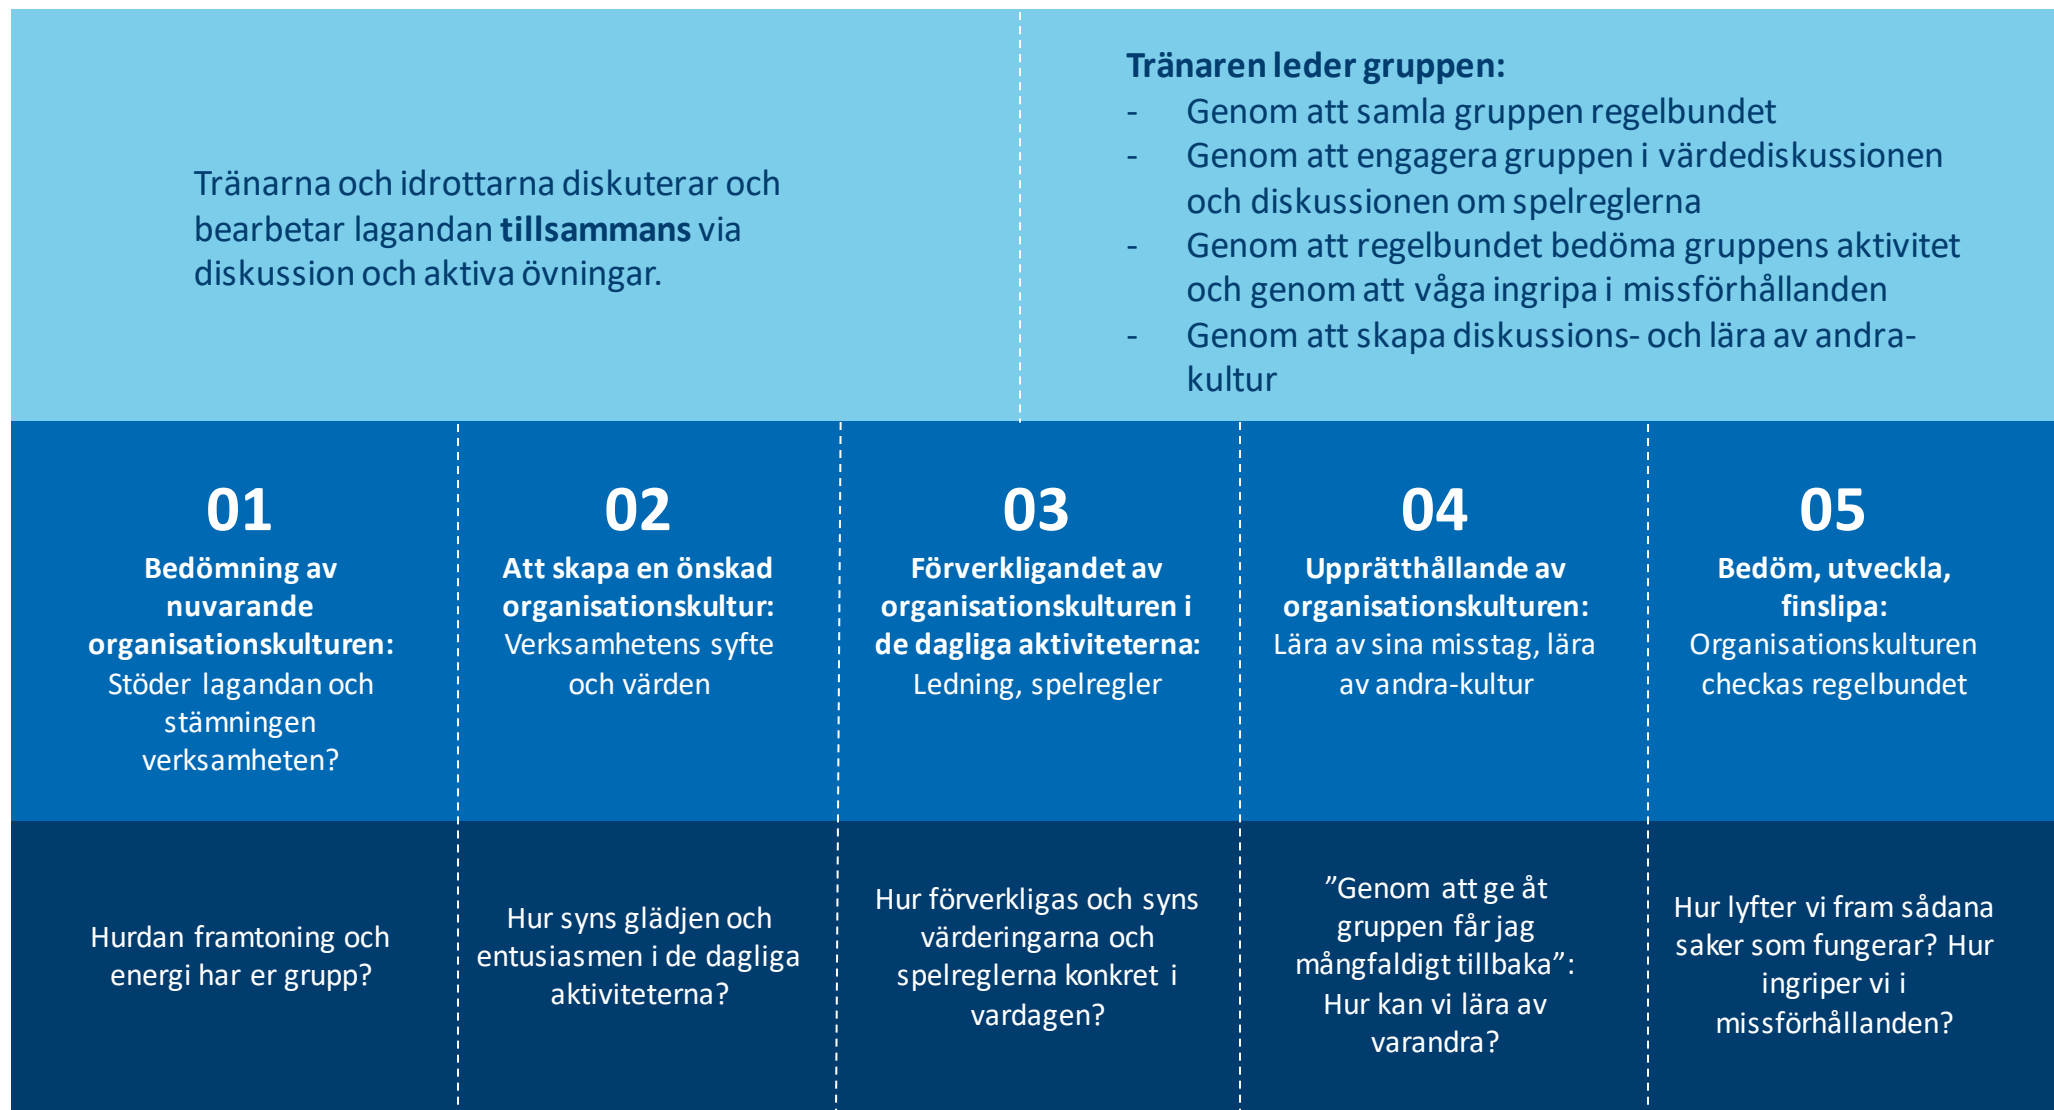 Tränarna och idrottarna diskuterar och
bearbetar lagandan tillsammans via
diskussion och aktiva övningar.
Tränaren leder gruppen:
- Genom att samla gruppen regelbundet
- Genom att engagera gruppen i värdediskussionen
och diskussionen om spelreglerna
- Genom att regelbundet bedöma gruppens aktivitet
och genom att våga ingripa i missförhållanden
- Genom att skapa diskussions- och lära av andra-
kultur
01
Bedömning av
nuvarande
organisationskulturen:
Stöder lagandan och
stämningen
verksamheten?
02
Att skapa en önskad
organisationskultur:
Verksamhetens syfte
och värden
03
Förverkligandet av
organisationskulturen i
de dagliga aktiviteterna:
Ledning, spelregler
04
Upprätthållande av
organisationskulturen:
Lära av sina misstag, lära
av andra-kultur
05
Bedöm, utveckla,
finslipa:
Organisationskulturen
checkas regelbundet
Hurdan framtoning och
energi har er grupp?
Hur syns glädjen och
entusiasmen i de dagliga
aktiviteterna?
Hur förverkligas och syns
värderingarna och
spelreglerna konkret i
vardagen?
”Genom att ge åt
gruppen får jag
mångfaldigt tillbaka”:
Hur kan vi lära av
varandra?
Hur lyfter vi fram sådana
saker som fungerar? Hur
ingriper vi i
missförhållanden?